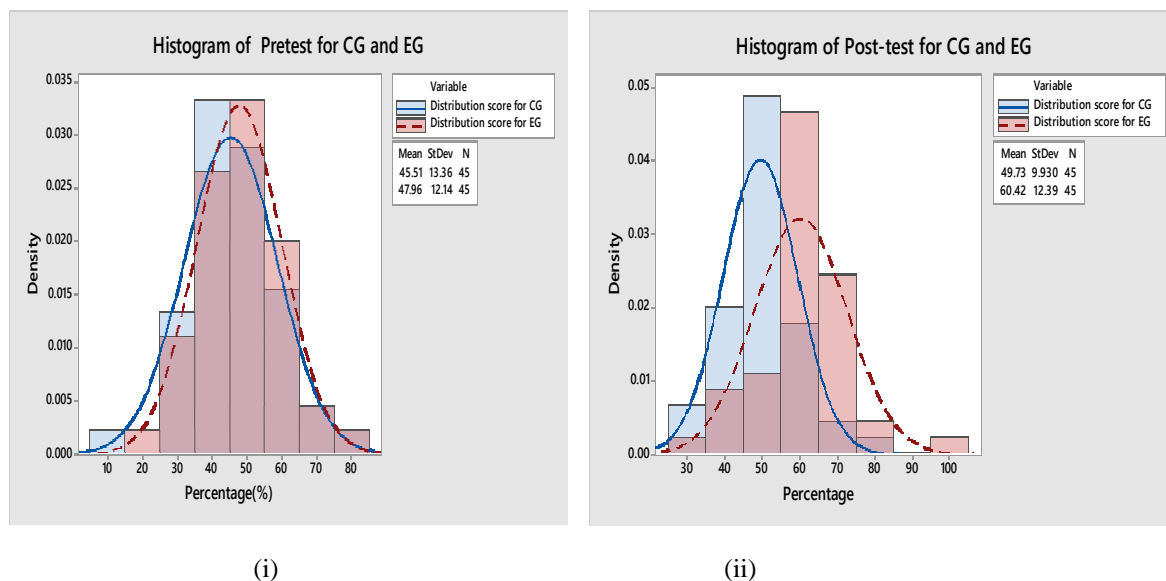 Histogram of Pretest for CG and EG
0.035
0.030
0.025
0.020
0.015
0.010
0.005
0.000
Density
10 20 30 40 50 60 70 80
Percentage(%)
Variable
Distribution score for CG
Distribution score for EG
Mean StDev N
45.51 13.36 45
47.96 12.14 45
(i)
Histogram of Post-test for CG and EG
0.05
0.04
0.03
0.02
0.01
0.00
Density
30 40 50 60 70 80 90 100
Percentage
Variable
Distribution score for CG
Distribution score for EG
Mean StDev N
49.73 9.930 45
60.42 12.39 45
(ii)